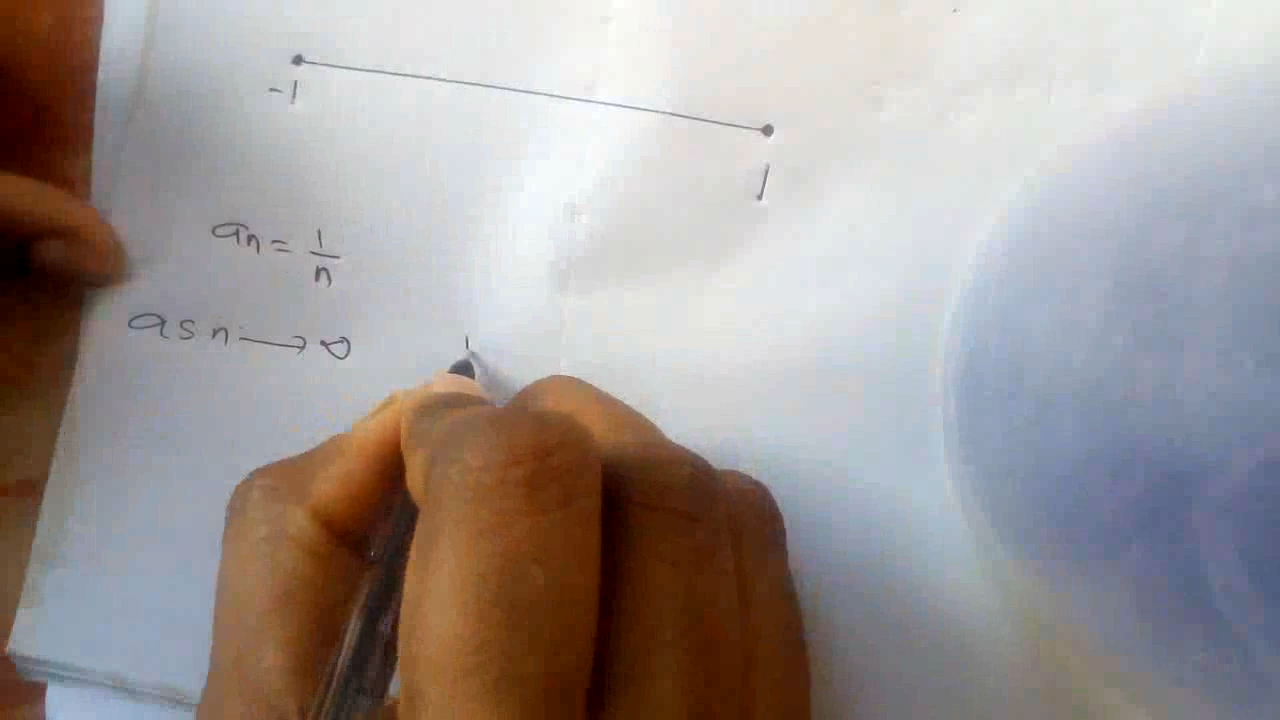 -1
1
an = 1/n
as n → ∞